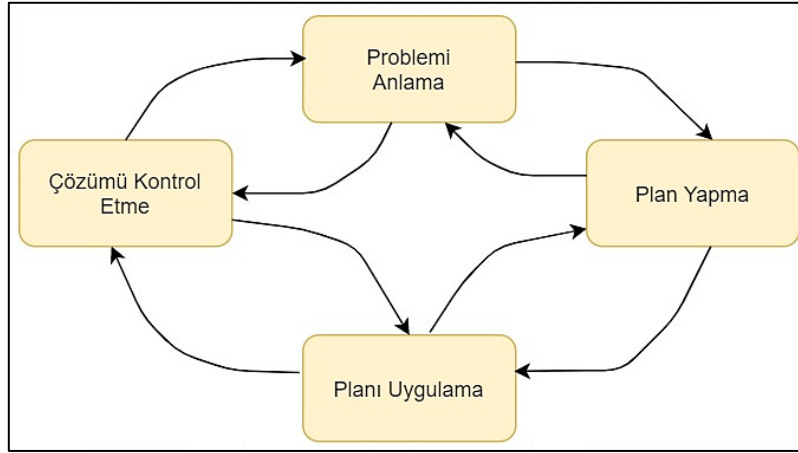 Problemi
Anlama
Çözümü Kontrol
Etme
Plan Yapma
Planı Uygulama